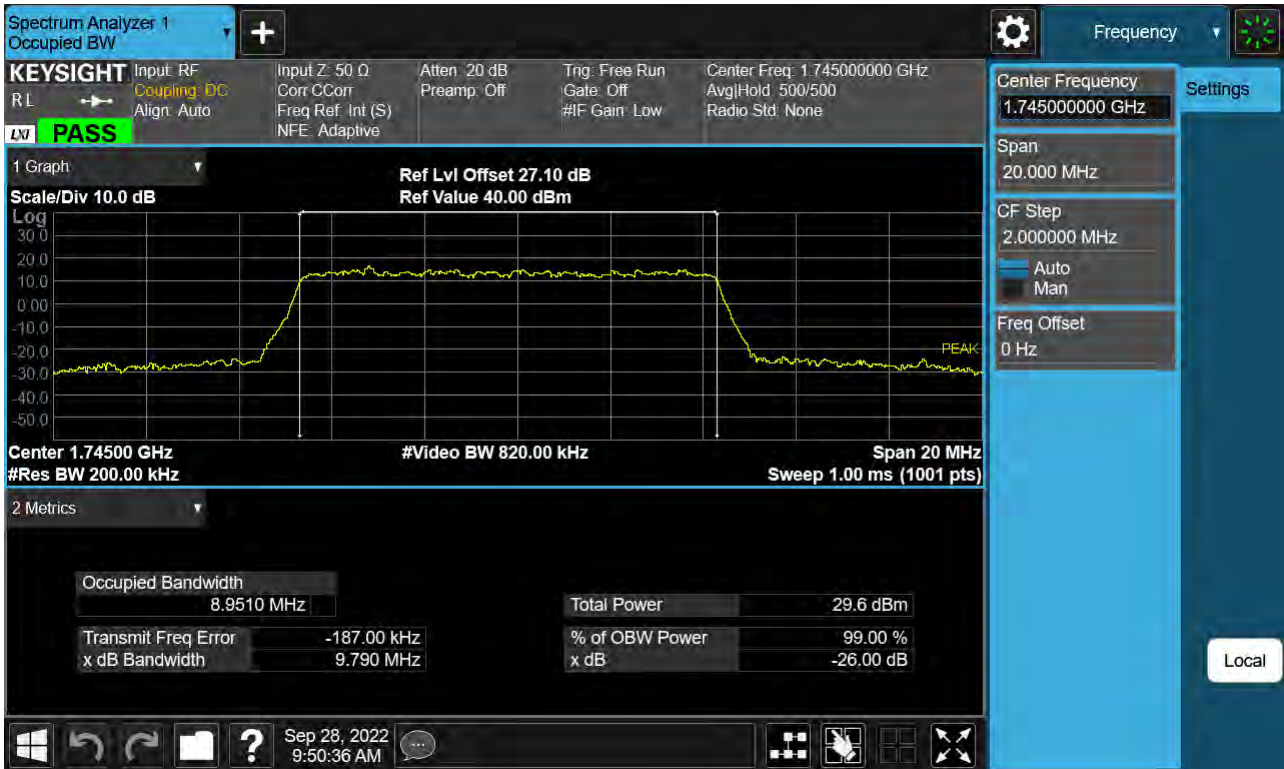 Spectrum Analyzer 1
Occupied BW
+
Frequency
KEYSIGHT
R L
LXI PASS
Input: RF
Coupling: DC
Align: Auto
Input Z: 50 Ω
Corr CCorr
Freq Ref: Int (S)
NFE: Adaptive
Atten: 20 dB
Preamp: Off
Trig: Free Run
Gate: Off
#IF Gain: Low
Center Freq: 1.745000000 GHz
Avg|Hold: 500/500
Radio Std: None
1 Graph
Scale/Div 10.0 dB
Ref Lvl Offset 27.10 dB
Ref Value 40.00 dBm
Log
30.0
20.0
10.0
0.00
-10.0
-20.0
-30.0
-40.0
-50.0
PEAK
Center 1.74500 GHz
#Res BW 200.00 kHz
#Video BW 820.00 kHz
Span 20 MHz
Sweep 1.00 ms (1001 pts)
2 Metrics
Occupied Bandwidth
8.9510 MHz
Transmit Freq Error -187.00 kHz
x dB Bandwidth 9.790 MHz
Total Power 29.6 dBm
% of OBW Power 99.00 %
x dB -26.00 dB
Center Frequency
1.745000000 GHz
Span
20.000 MHz
CF Step
2.000000 MHz
Auto
Man
Freq Offset
0 Hz
Settings
Local
?
Sep 28, 2022
9:50:36 AM